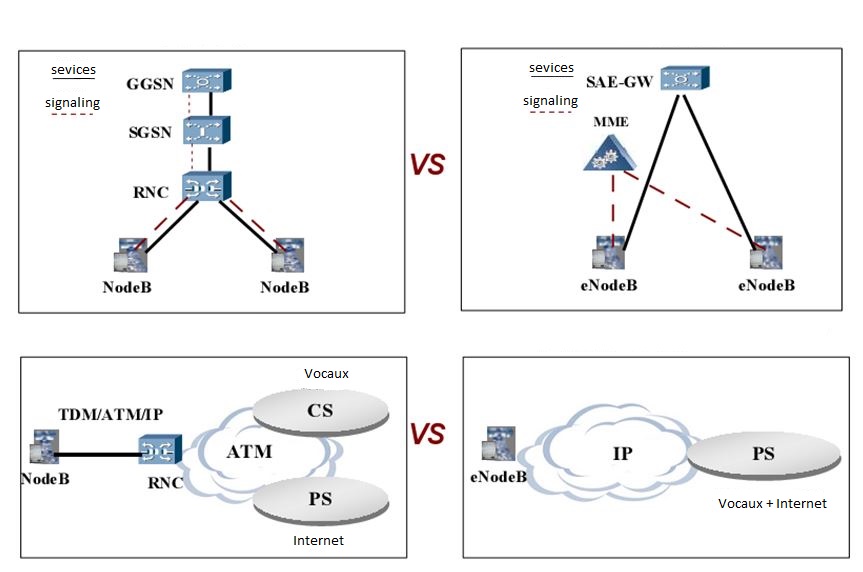 sevices
signaling
GGSN
SGSN
RNC
NodeB
NodeB
VS
sevices
signaling
SAE-GW
MME
eNodeB
eNodeB
Vocaux
TDM/ATM/IP
CS
ATM
NodeB
RNC
PS
Internet
VS
IP
PS
eNodeB
Vocaux + Internet